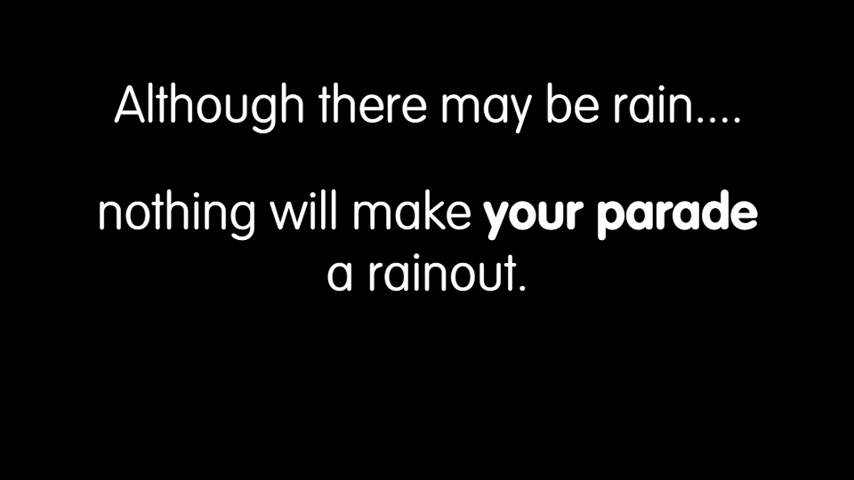 Although there may be rain....
nothing will make your parade
a rainout.